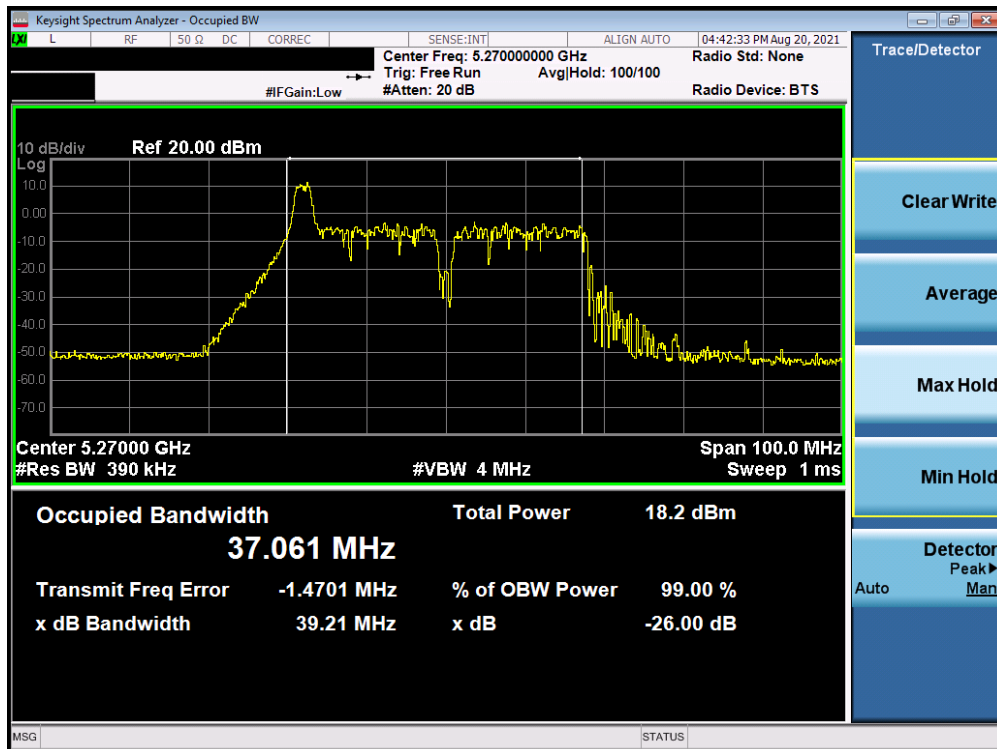 Keysight Spectrum Analyzer - Occupied BW
LXI L RF 50 Ω DC CORREC SENSE:INT ALIGN AUTO 04:42:33 PM Aug 20, 2021
Center Freq: 5.270000000 GHz Radio Std: None
Trig: Free Run Avg|Hold: 100/100
#IFGain:Low #Atten: 20 dB Radio Device: BTS
Trace/Detector
10 dB/div Ref 20.00 dBm
Log
10.0
0.00
-10.0
-20.0
-30.0
-40.0
-50.0
-60.0
-70.0
Center 5.27000 GHz Span 100.0 MHz
#Res BW 390 kHz #VBW 4 MHz Sweep 1 ms
Occupied Bandwidth Total Power 18.2 dBm
37.061 MHz
Transmit Freq Error -1.4701 MHz % of OBW Power 99.00 %
x dB Bandwidth 39.21 MHz x dB -26.00 dB
Clear Write
Average
Max Hold
Min Hold
Detector
Peak▶
Auto Man
MSG STATUS